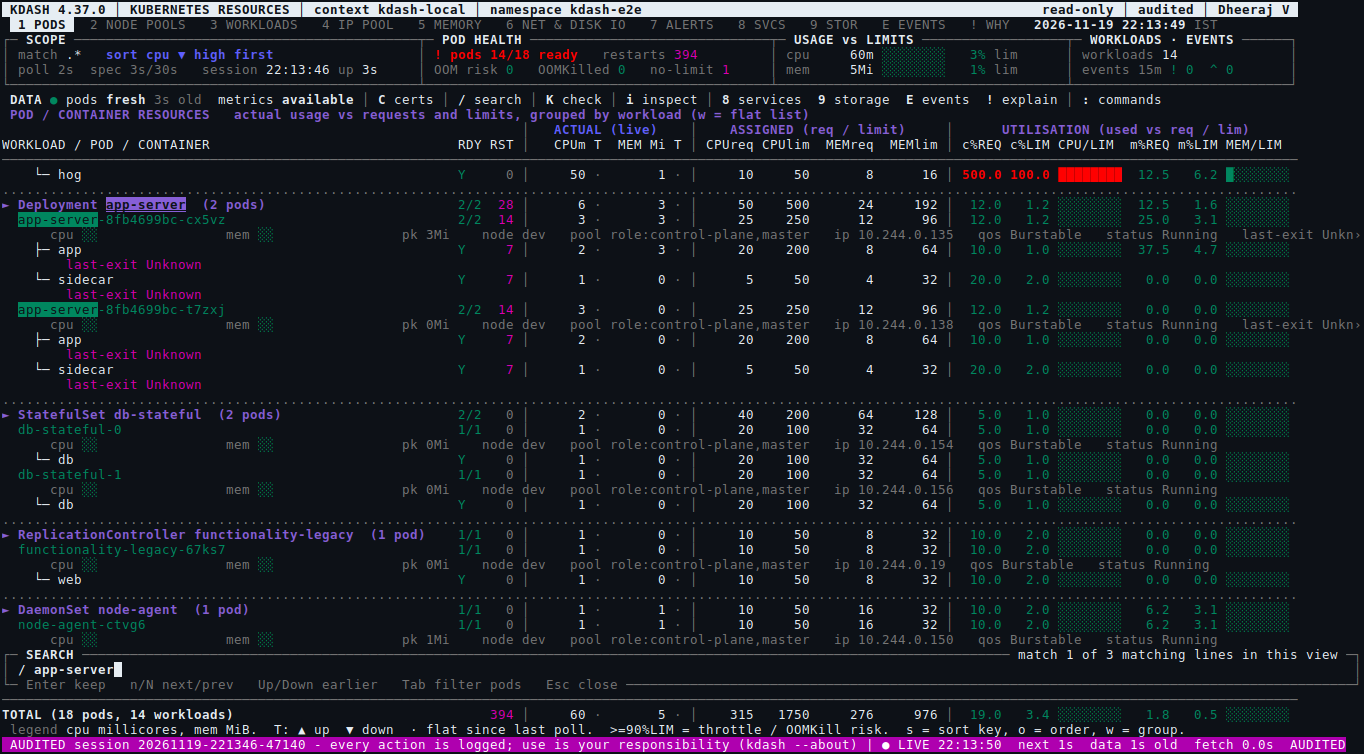 KDASH 4.37.0 │ KUBERNETES RESOURCES │ context kdash-local │ namespace kdash-e2e read-only │ audited │ Dheeraj V
1 PODS 2 NODE POOLS 3 WORKLOADS 4 IP POOL 5 MEMORY 6 NET & DISK IO 7 ALERTS 8 SVCS 9 STOR E EVENTS ! WHY 2026-11-19 22:13:49 IST
SCOPE POD HEALTH USAGE vs LIMITS WORKLOADS · EVENTS
match .* sort cpu ▼ high first ! pods 14/18 ready restarts 394 cpu 60m 3% lim workloads 14
poll 2s spec 3s/30s session 22:13:46 up 3s OOM risk 0 OOMKilled 0 no-limit 1 mem 5Mi 1% lim events 15m ! 0 ^ 0
DATA ● pods fresh 3s old metrics available │ C certs │ / search │ K check │ i inspect │ 8 services 9 storage E events ! explain │ : commands
POD / CONTAINER RESOURCES actual usage vs requests and limits, grouped by workload (w = flat list)
│ ACTUAL (live) │ ASSIGNED (req / limit) │ UTILISATION (used vs req / lim)
WORKLOAD / POD / CONTAINER RDY RST │ CPUm T MEM Mi T │ CPUreq CPUlim MEMreq MEMlim │ c%REQ c%LIM CPU/LIM m%REQ m%LIM MEM/LIM
└─ hog Y 0 │ 50 · 1 · │ 10 50 8 16 │ 500.0 100.0 12.5 6.2
► Deployment app-server (2 pods) 2/2 28 │ 6 · 3 · │ 50 500 24 192 │ 12.0 1.2 12.5 1.6
app-server-8fb4699bc-cx5vz 2/2 14 │ 3 · 3 · │ 25 250 12 96 │ 12.0 1.2 25.0 3.1
cpu mem pk 3Mi node dev pool role:control-plane,master ip 10.244.0.135 qos Burstable status Running last-exit Unkn›
├─ app Y 7 │ 2 · 3 · │ 20 200 8 64 │ 10.0 1.0 37.5 4.7
last-exit Unknown
└─ sidecar Y 7 │ 1 · 0 · │ 5 50 4 32 │ 20.0 2.0 0.0 0.0
last-exit Unknown
app-server-8fb4699bc-t7zxj 2/2 14 │ 3 · 0 · │ 25 250 12 96 │ 12.0 1.2 0.0 0.0
cpu mem pk 0Mi node dev pool role:control-plane,master ip 10.244.0.138 qos Burstable status Running last-exit Unkn›
├─ app Y 7 │ 2 · 0 · │ 20 200 8 64 │ 10.0 1.0 0.0 0.0
last-exit Unknown
└─ sidecar Y 7 │ 1 · 0 · │ 5 50 4 32 │ 20.0 2.0 0.0 0.0
last-exit Unknown
► StatefulSet db-stateful (2 pods) 2/2 0 │ 2 · 0 · │ 40 200 64 128 │ 5.0 1.0 0.0 0.0
db-stateful-0 1/1 0 │ 1 · 0 · │ 20 100 32 64 │ 5.0 1.0 0.0 0.0
cpu mem pk 0Mi node dev pool role:control-plane,master ip 10.244.0.154 qos Burstable status Running
└─ db Y 0 │ 1 · 0 · │ 20 100 32 64 │ 5.0 1.0 0.0 0.0
db-stateful-1 1/1 0 │ 1 · 0 · │ 20 100 32 64 │ 5.0 1.0 0.0 0.0
cpu mem pk 0Mi node dev pool role:control-plane,master ip 10.244.0.156 qos Burstable status Running
└─ db Y 0 │ 1 · 0 · │ 20 100 32 64 │ 5.0 1.0 0.0 0.0
► ReplicationController functionality-legacy (1 pod) 1/1 0 │ 1 · 0 · │ 10 50 8 32 │ 10.0 2.0 0.0 0.0
functionality-legacy-67ks7 1/1 0 │ 1 · 0 · │ 10 50 8 32 │ 10.0 2.0 0.0 0.0
cpu mem pk 0Mi node dev pool role:control-plane,master ip 10.244.0.19 qos Burstable status Running
└─ web Y 0 │ 1 · 0 · │ 10 50 8 32 │ 10.0 2.0 0.0 0.0
► DaemonSet node-agent (1 pod) 1/1 0 │ 1 · 1 · │ 10 50 16 32 │ 10.0 2.0 6.2 3.1
node-agent-ctvg6 1/1 0 │ 1 · 1 · │ 10 50 16 32 │ 10.0 2.0 6.2 3.1
cpu mem pk 1Mi node dev pool role:control-plane,master ip 10.244.0.150 qos Burstable status Running
SEARCH match 1 of 3 matching lines in this view
/ app-server
Enter keep n/N next/prev Up/Down earlier Tab filter pods Esc close
TOTAL (18 pods, 14 workloads) 394 │ 60 · 5 · │ 315 1750 276 976 │ 19.0 3.4 1.8 0.5
legend cpu millicores, mem MiB. T: ▲ up ▼ down · flat since last poll. >=90%LIM = throttle / OOMKill risk. s = sort key, o = order, w = group.
AUDITED session 20261119-221346-47140 - every action is logged; use is your responsibility (kdash --about) | ● LIVE 22:13:50 next 1s data 1s old fetch 0.0s AUDITED